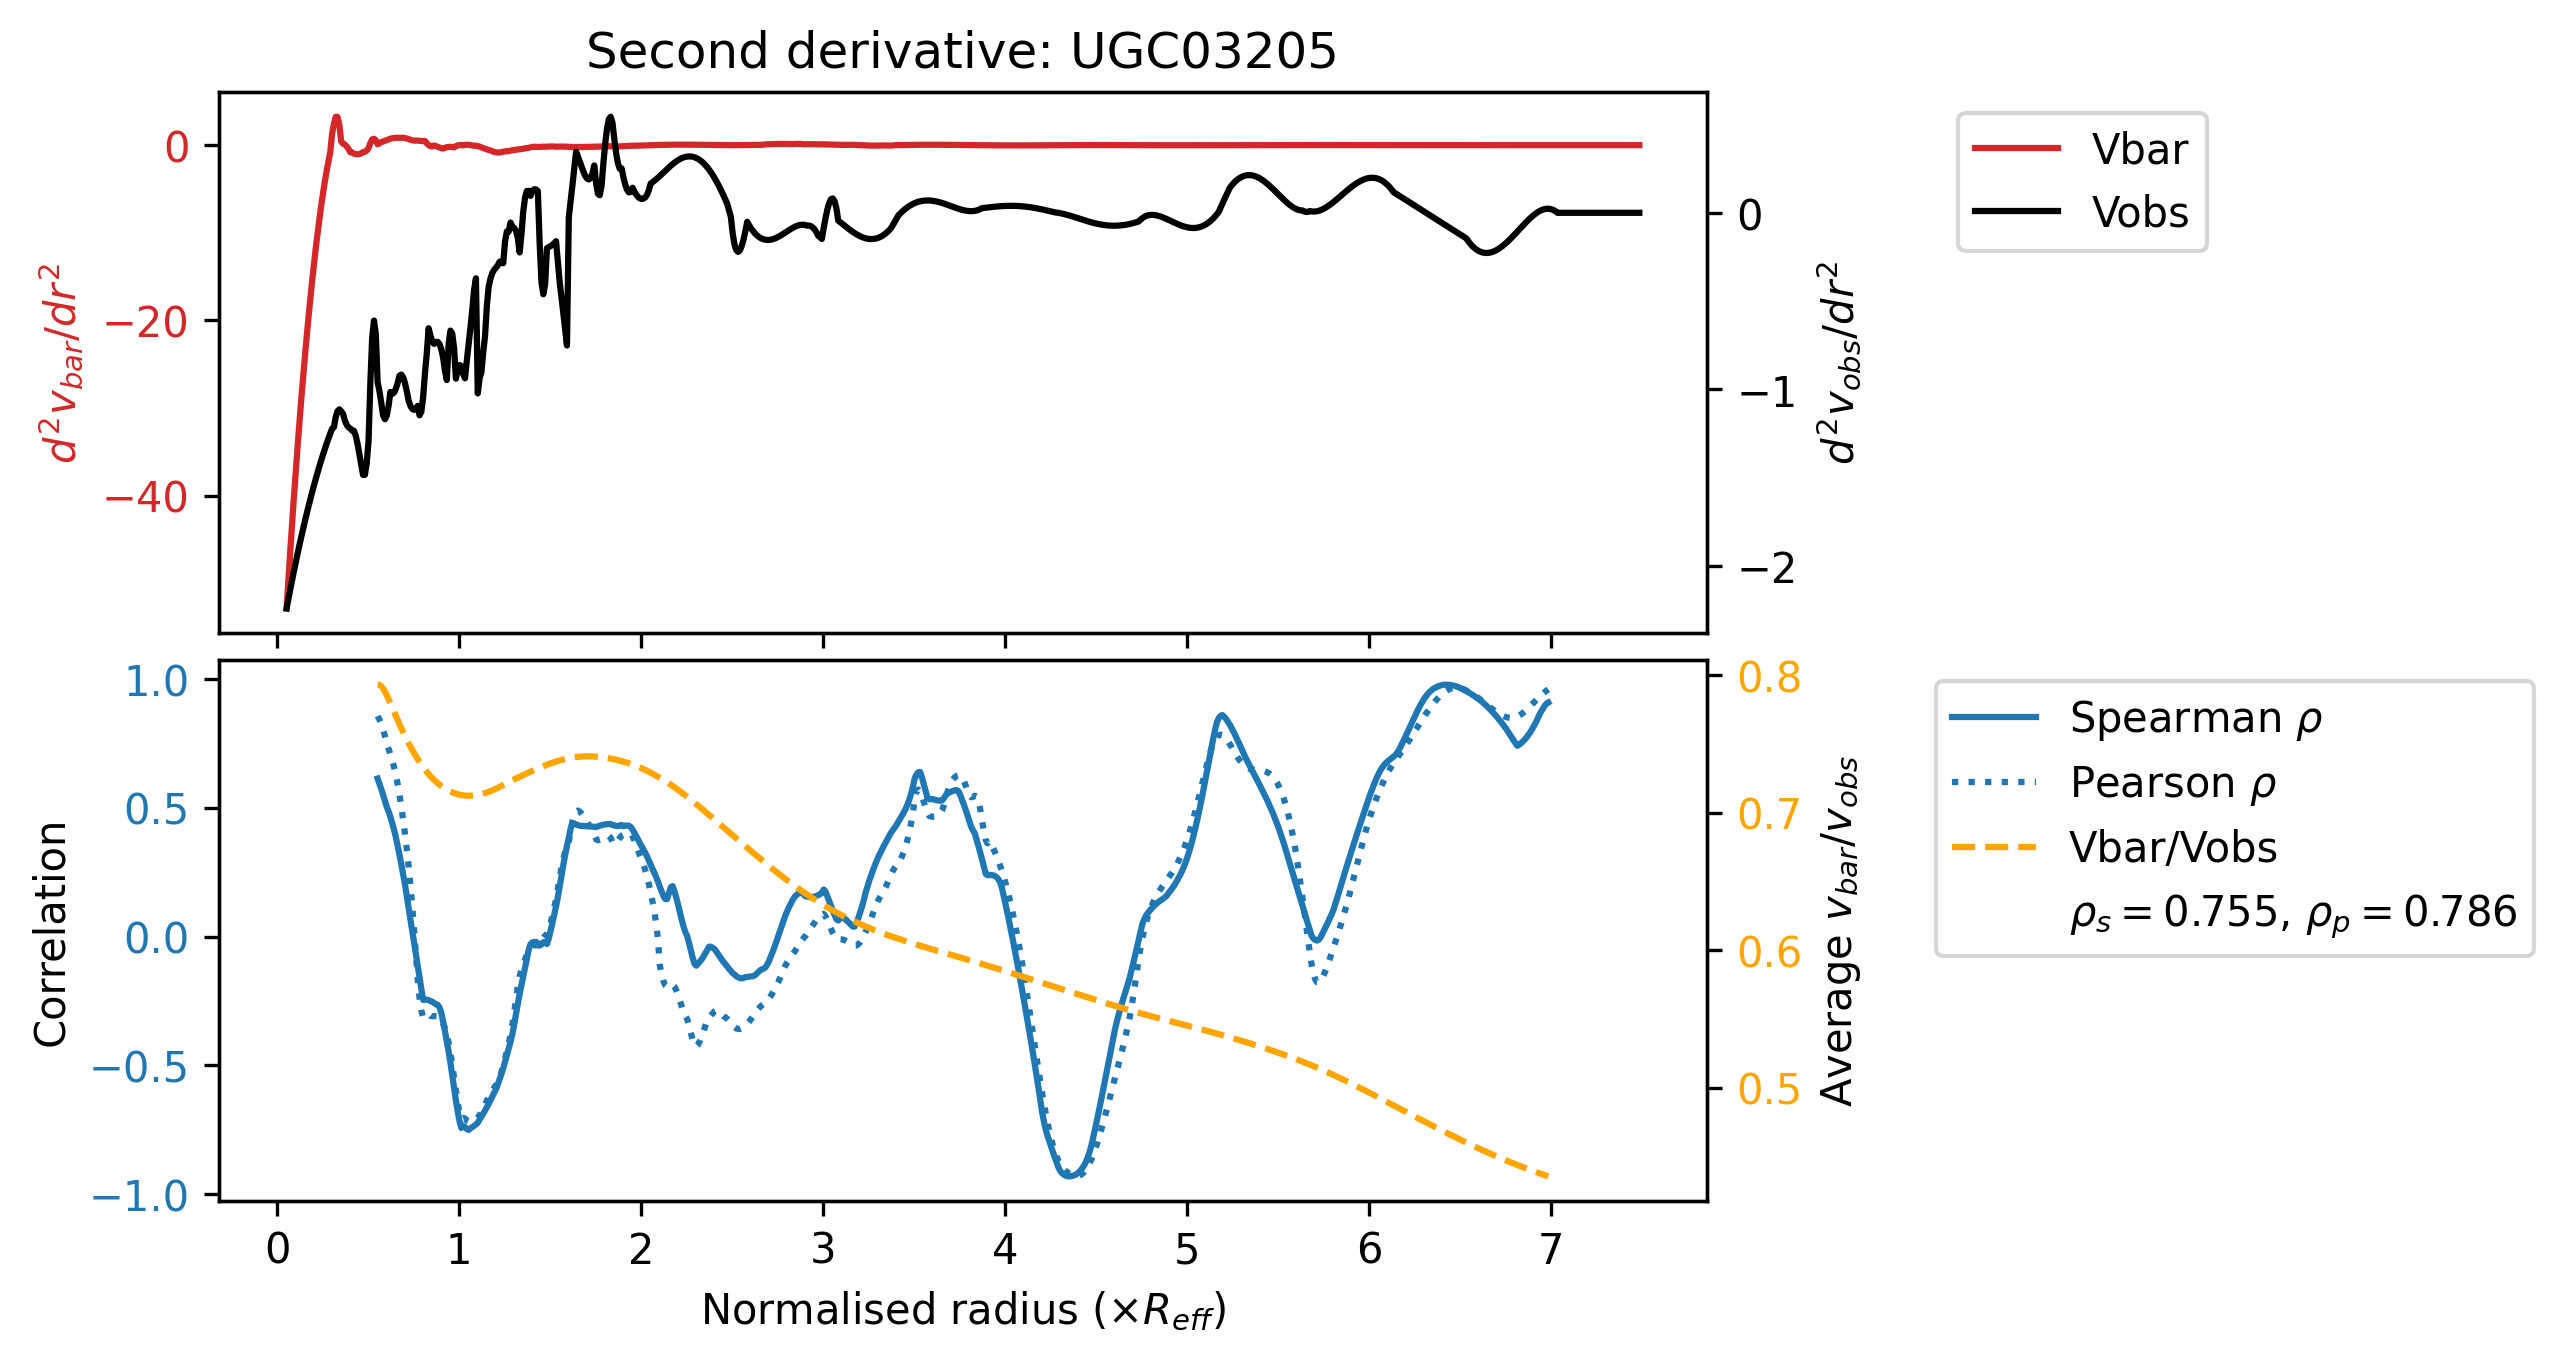 Second derivative: UGC03205
0
−20
−40
d²v_bar/dr²
0
−1
−2
d²v_obs/dr²
Vbar
Vobs
1.0
0.5
0.0
−0.5
−1.0
Correlation
0.8
0.7
0.6
0.5
Average v_bar/v_obs
Spearman ρ
Pearson ρ
Vbar/Vobs
ρ_s = 0.755, ρ_p = 0.786
0 1 2 3 4 5 6 7
Normalised radius (×R_eff)